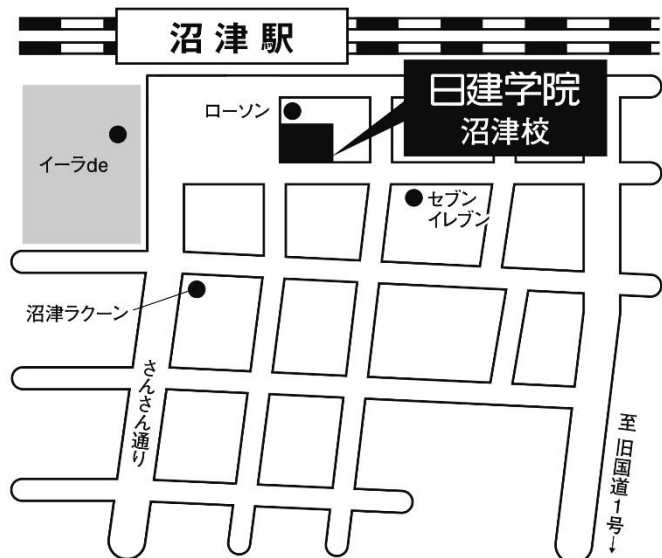 沼津駅
日建学院
沼津校
ローソン
イーラde
セブン
イレブン
沼津ラクーン
さんさん通り
至旧国道1号→